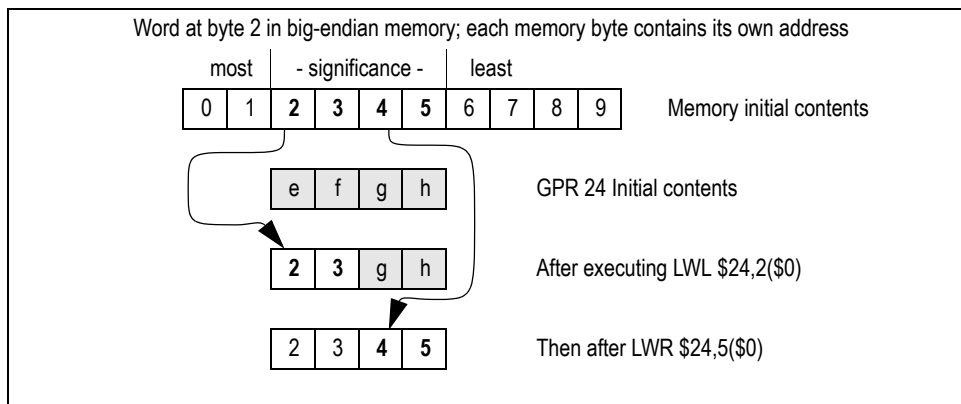 Word at byte 2 in big-endian memory; each memory byte contains its own address
most - significance - least
0 1 2 3 4 5 6 7 8 9 Memory initial contents
e f g h GPR 24 Initial contents
2 3 g h After executing LWL $24,2($0)
2 3 4 5 Then after LWR $24,5($0)